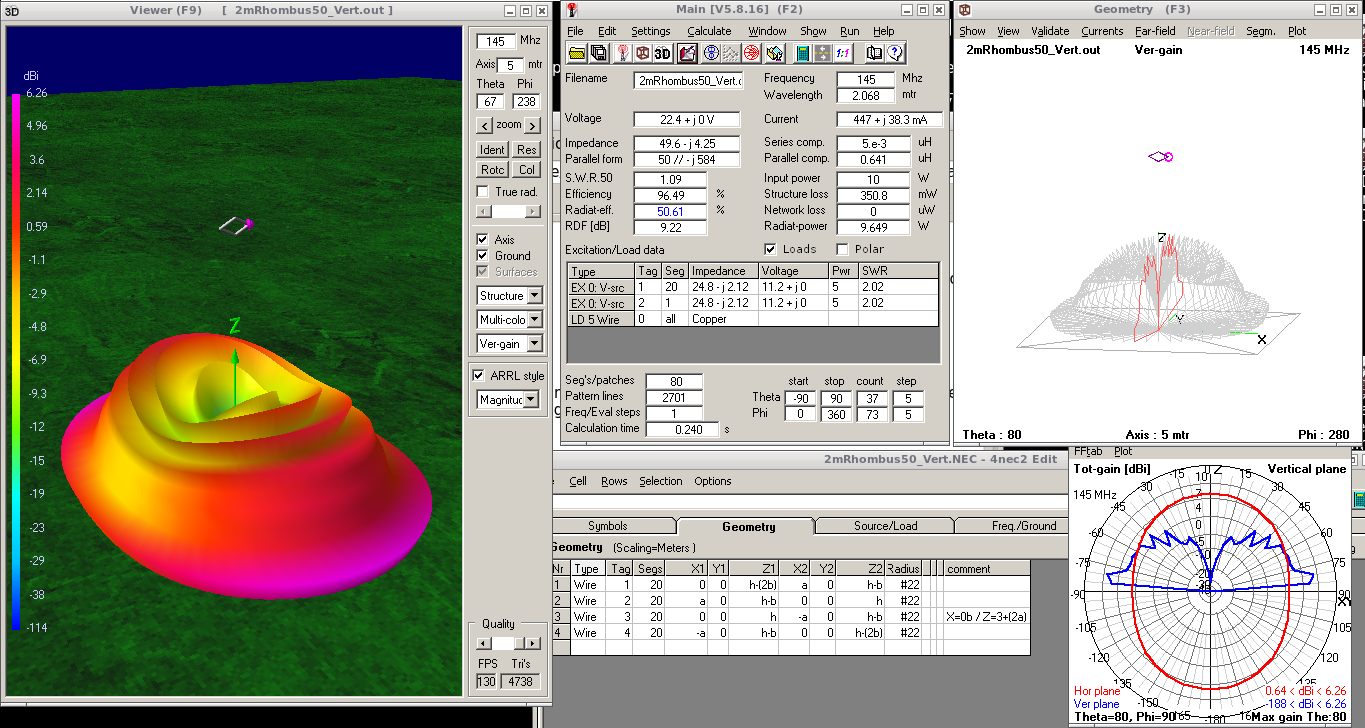 3D Viewer (F9) [ 2mRhombus50_Vert.out ]
dBi
6.26
4.96
3.6
2.14
0.59
-1.1
-2.9
-4.8
-6.9
-9.3
-12
-15
-19
-23
-29
-38
-114
Z
145 Mhz
Axis 5 mtr
Theta Phi
67 238
< zoom >
Ident Res
Rotc Col
True rad.
Axis
Ground
Surfaces
Structure
Multi-colo
Ver-gain
ARRL style
Magnituc
Quality
FPS Tri's
130 4738
Main [V5.8.16] (F2)
File Edit Settings Calculate Window Show Run Help
3D 1:1
Filename 2mRhombus50_Vert.c
Frequency 145 Mhz
Wavelength 2.068 mtr
Voltage 22.4 + j 0 V
Current 447 + j 38.3 mA
Impedance 49.6 - j 4.25
Series comp. 5.e-3 uH
Parallel form 50 // - j 584
Parallel comp. 0.641 uH
S.W.R.50 1.09
Input power 10 W
Efficiency 96.49 %
Structure loss 350.8 mW
Radiat-eff. 50.61 %
Network loss 0 uW
RDF [dB] 9.22
Radiat-power 9.649 W
Excitation/Load data
Loads Polar
Type Tag Seg Impedance Voltage Pwr SWR
EX 0: V-src 1 20 24.8 - j 2.12 11.2 + j 0 5 2.02
EX 0: V-src 2 1 24.8 - j 2.12 11.2 + j 0 5 2.02
LD 5 Wire 0 all Copper
Seg's/patches 80
Pattern lines 2701
Freq/Eval steps 1
Calculation time 0.240 s
start stop count step
Theta -90 90 37 5
Phi 0 360 73 5
Geometry (F3)
Show View Validate Currents Far-field Near-field Segm. Plot
2mRhombus50_Vert.out Ver-gain 145 MHz
Z
Y
X
Theta : 80 Axis : 5 mtr Phi : 280
2mRhombus50_Vert.NEC - 4nec2 Edit
Cell Rows Selection Options
Symbols Geometry Source/Load Freq./Ground
Geometry (Scaling=Meters )
Nr Type Tag Segs X1 Y1 Z1 X2 Y2 Z2 Radius comment
1 Wire 1 20 0 0 h-(2b) a 0 h-b #22
2 Wire 2 20 a 0 h-b 0 0 h #22
3 Wire 3 20 0 0 h -a 0 h-b #22 X=0b / Z=3+(2a)
4 Wire 4 20 -a 0 h-b 0 0 h-(2b) #22
FFtab Plot
Tot-gain [dBi] Vertical plane
145 MHz
Z
-15 15
-30 30
-45 45
-60 60
-75 75
-90 90
-105 105
-120 120
-135 135
-150 150
-165 180 165
10
7
4
0
-5
-10
Hor plane 0.64 < dBi < 6.26
Ver plane -188 < dBi < 6.26
Theta=80, Phi=90 Max gain The:80